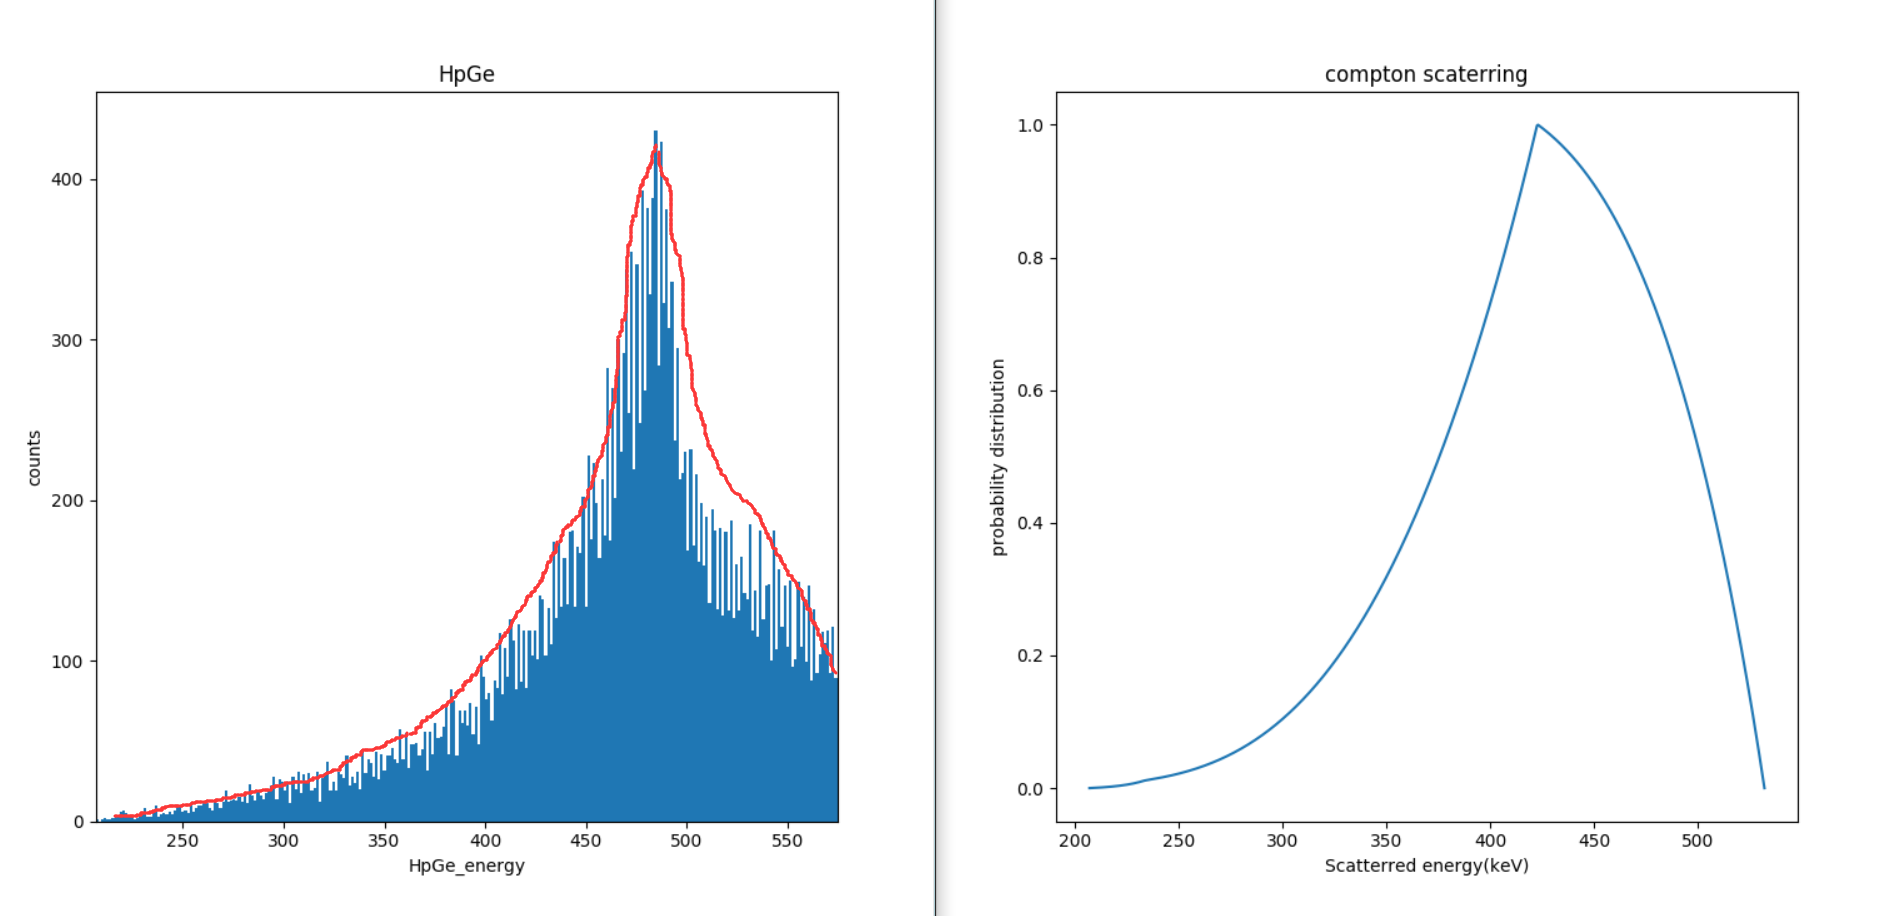 HpGe
counts
400
300
200
100
0
250 300 350 400 450 500 550
HpGe_energy
compton scaterring
probability distribution
1.0
0.8
0.6
0.4
0.2
0.0
200 250 300 350 400 450 500
Scatterred energy(keV)